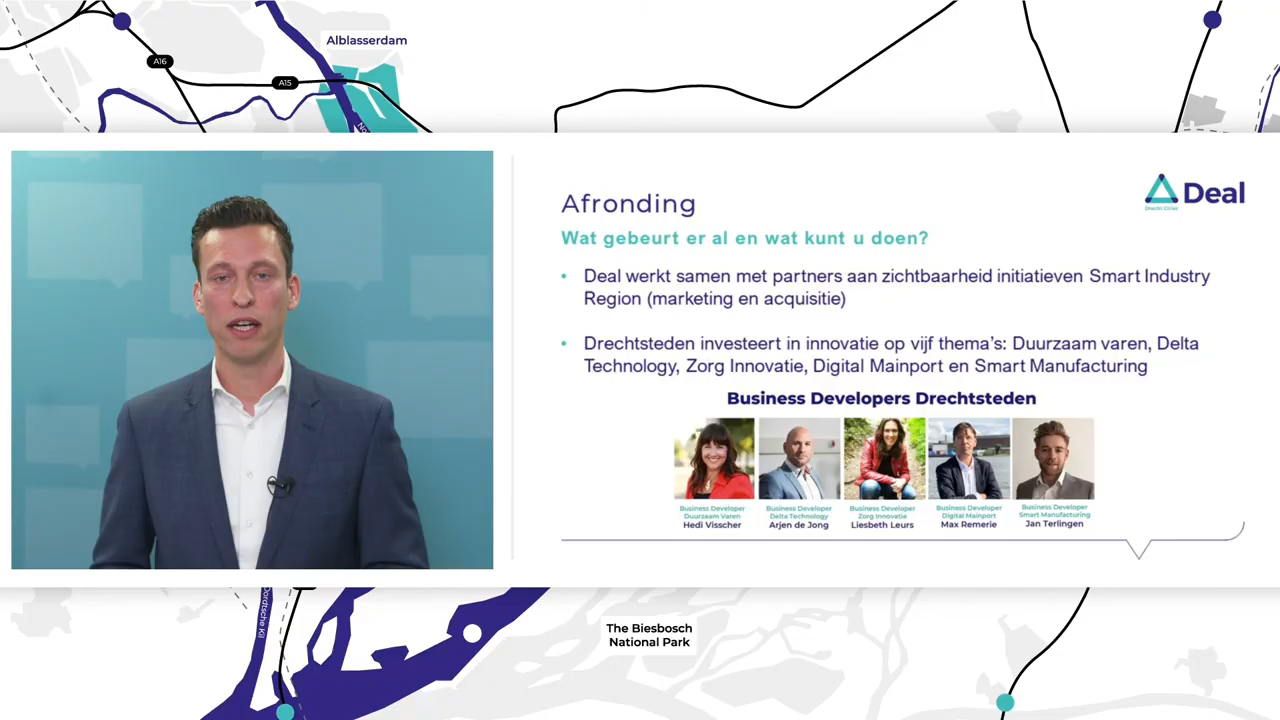 Alblasserdam
A16
A15
Deal
Drecht Cities
Afronding
Wat gebeurt er al en wat kunt u doen?
• Deal werkt samen met partners aan zichtbaarheid initiatieven Smart Industry
Region (marketing en acquisitie)
• Drechtsteden investeert in innovatie op vijf thema's: Duurzaam varen, Delta
Technology, Zorg Innovatie, Digital Mainport en Smart Manufacturing
Business Developers Drechtsteden
Business Developer
Duurzaam Varen
Hedi Visscher
Business Developer
Delta Technology
Arjen de Jong
Business Developer
Zorg Innovatie
Liesbeth Leurs
Business Developer
Digital Mainport
Max Remerie
Business Developer
Smart Manufacturing
Jan Terlingen
Dordtsche Kil
The Biesbosch
National Park